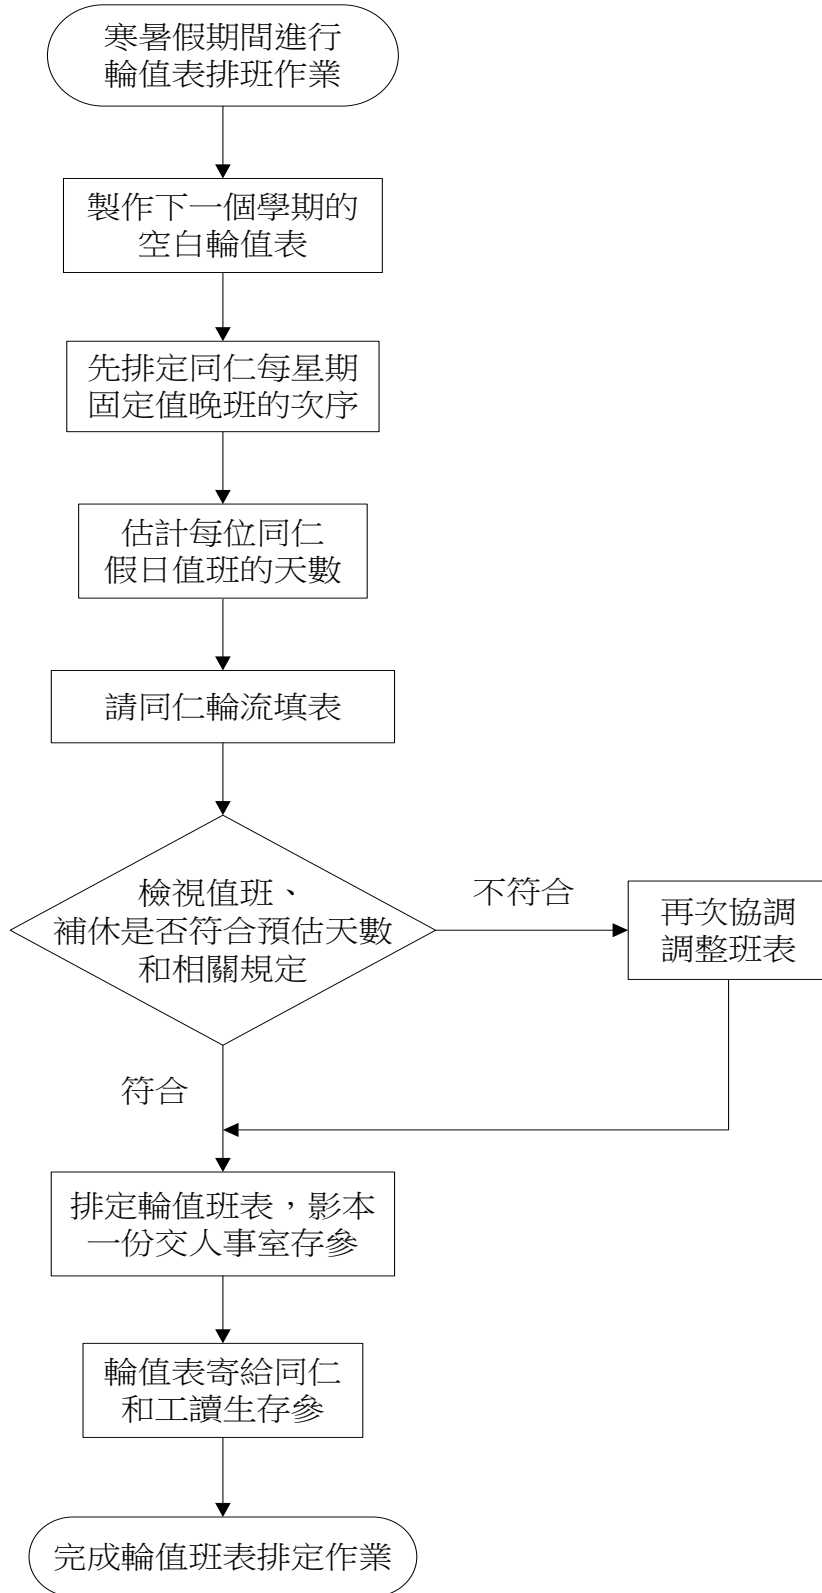 寒暑假期間進行
輪值表排班作業
製作下一個學期的
空白輪值表
先排定同仁每星期
固定值晚班的次序
估計每位同仁
假日值班的天數
請同仁輪流填表
檢視值班、
補休是否符合預估天數
和相關規定
不符合
再次協調
調整班表
符合
排定輪值班表，影本
一份交人事室存參
輪值表寄給同仁
和工讀生存參
完成輪值班表排定作業